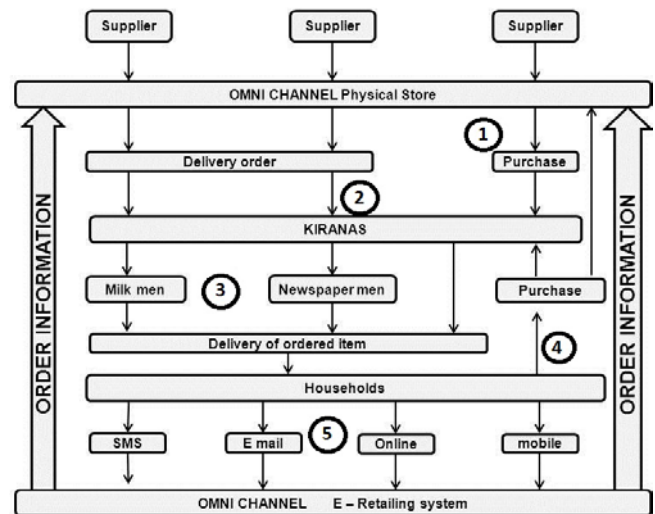 Supplier
Supplier
Supplier
OMNI CHANNEL Physical Store
1
Delivery order
Purchase
2
KIRANAS
Milk men
3
Newspaper men
Purchase
Delivery of ordered item
4
Households
SMS
E mail
5
Online
mobile
OMNI CHANNEL E – Retailing system
ORDER INFORMATION
ORDER INFORMATION